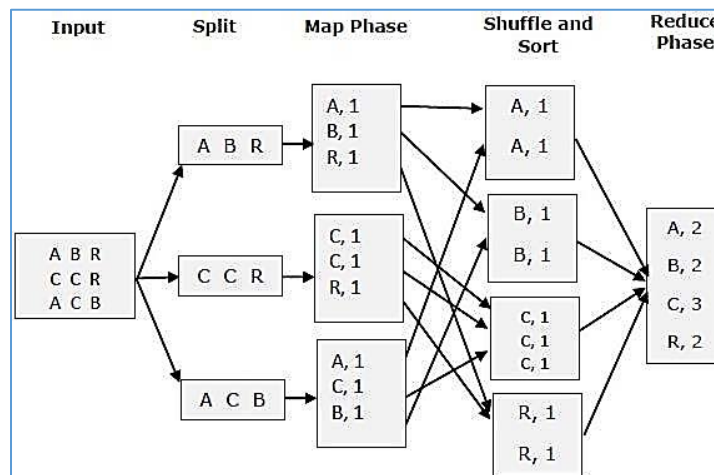 Input
Split
Map Phase
Shuffle and
Sort
Reduce
Phase
A B R
C C R
A C B
A B R
C C R
A C B
A, 1
B, 1
R, 1
C, 1
C, 1
R, 1
A, 1
C, 1
B, 1
A, 1
A, 1
B, 1
B, 1
C, 1
C, 1
C, 1
R, 1
R, 1
A, 2
B, 2
C, 3
R, 2